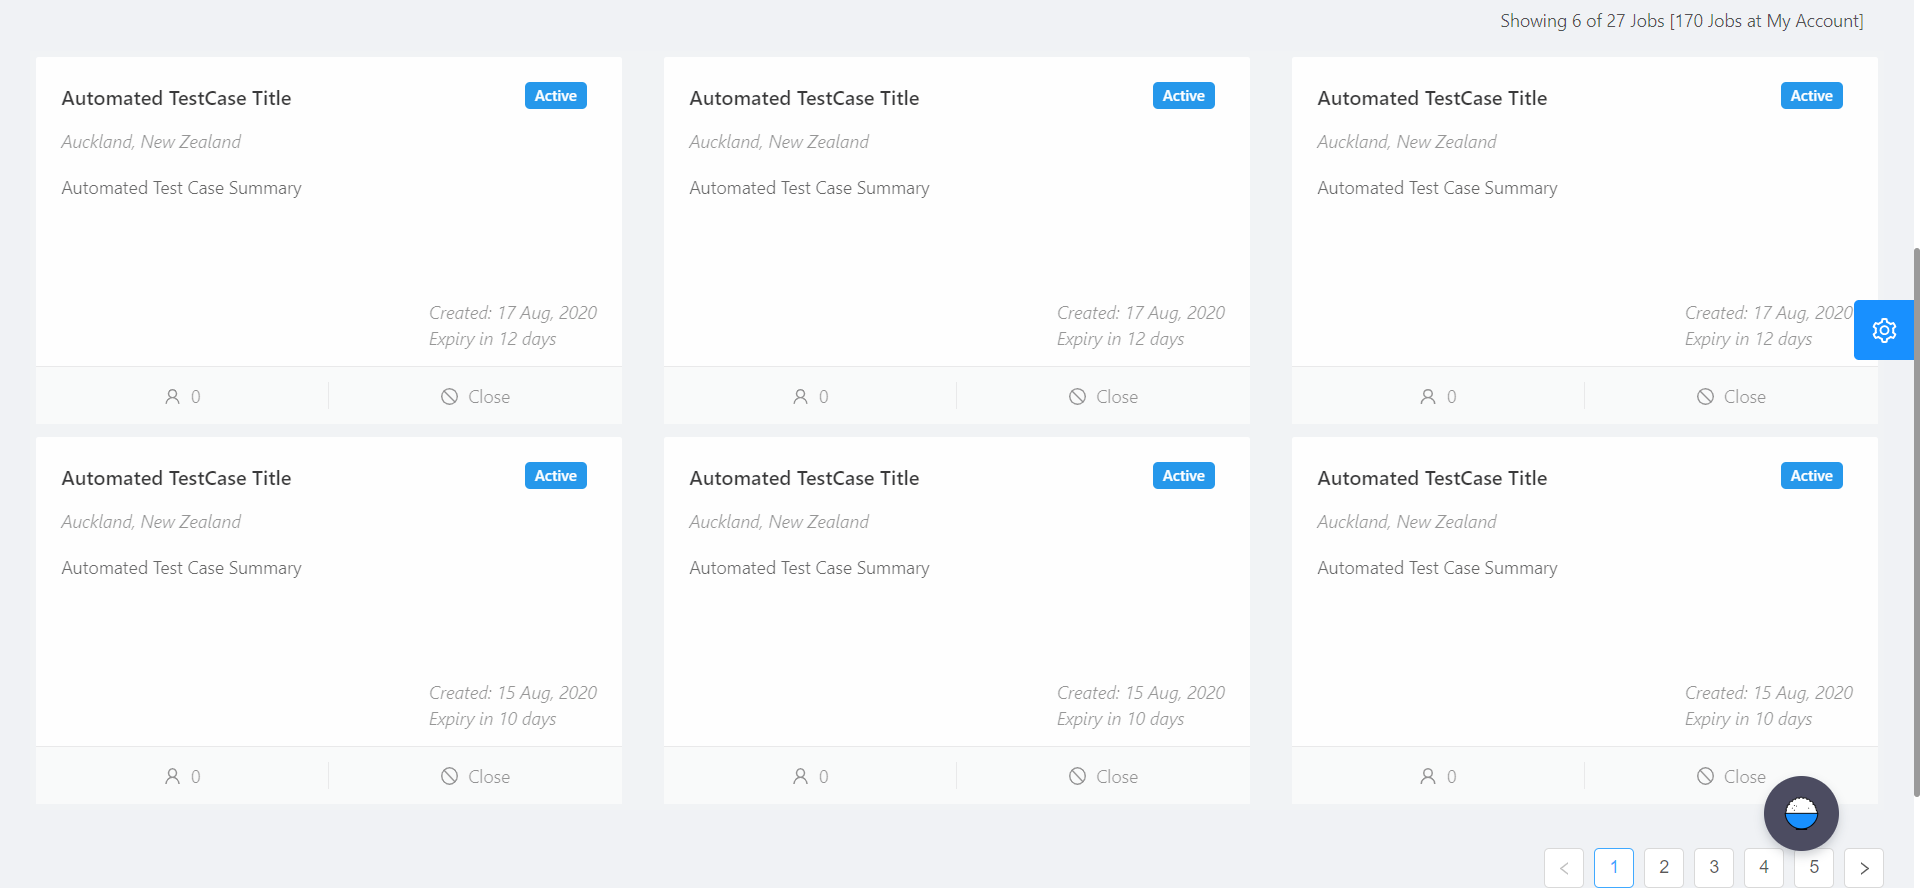 Showing 6 of 27 Jobs [170 Jobs at My Account]
Automated TestCase Title
Active
Auckland, New Zealand
Automated Test Case Summary
Created: 17 Aug, 2020
Expiry in 12 days
0
Close
Automated TestCase Title
Active
Auckland, New Zealand
Automated Test Case Summary
Created: 17 Aug, 2020
Expiry in 12 days
0
Close
Automated TestCase Title
Active
Auckland, New Zealand
Automated Test Case Summary
Created: 17 Aug, 2020
Expiry in 12 days
0
Close
Automated TestCase Title
Active
Auckland, New Zealand
Automated Test Case Summary
Created: 15 Aug, 2020
Expiry in 10 days
0
Close
Automated TestCase Title
Active
Auckland, New Zealand
Automated Test Case Summary
Created: 15 Aug, 2020
Expiry in 10 days
0
Close
Automated TestCase Title
Active
Auckland, New Zealand
Automated Test Case Summary
Created: 15 Aug, 2020
Expiry in 10 days
0
Close
< 1 2 3 4 5 >